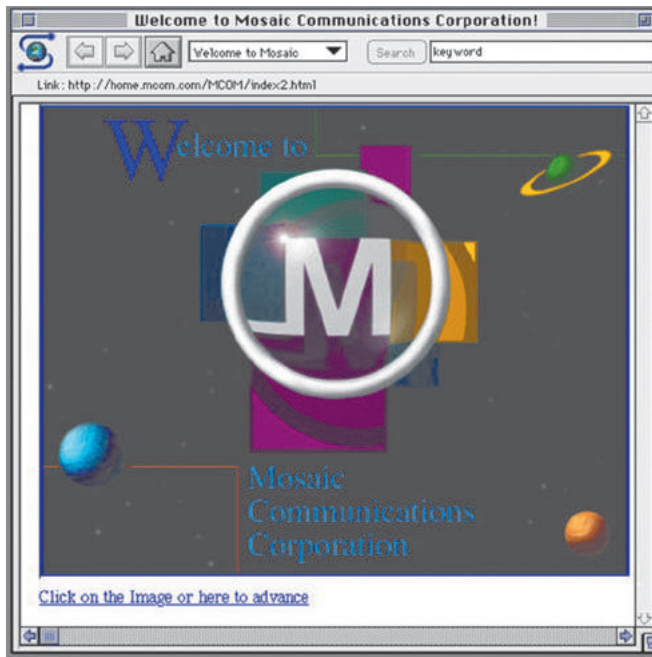 Welcome to Mosaic Communications Corporation!
Welcome to Mosaic Search keyword
Link: http://home.mcom.com/MCOM/index2.html
Welcome to
M
Mosaic
Communications
Corporation
Click on the Image or here to advance